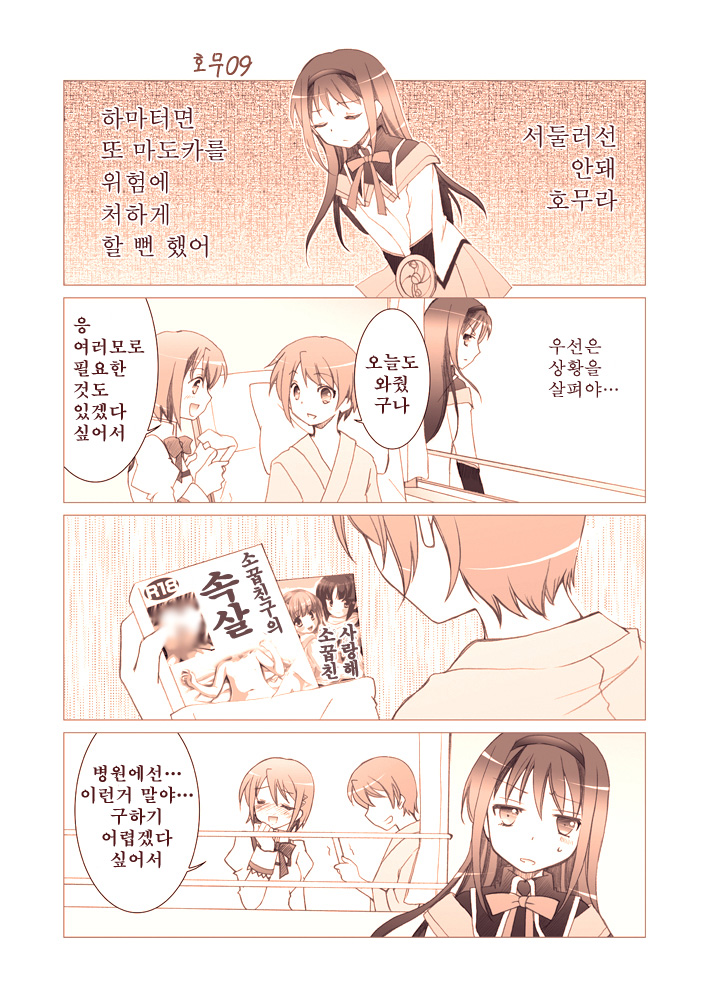 호무09
서둘러선
안돼
호무라
하마터면
또 마도카를
위험에
처하게
할 뻔 했어
우선은
상황을
살펴야…
오늘도
와줬
구나
응
여러모로
필요한
것도
있겠다
싶어서
R18
소꿉친구의
속살
사랑해
소꿉친
병원에선…
이런거 말야…
구하기
어렵겠다
싶어서